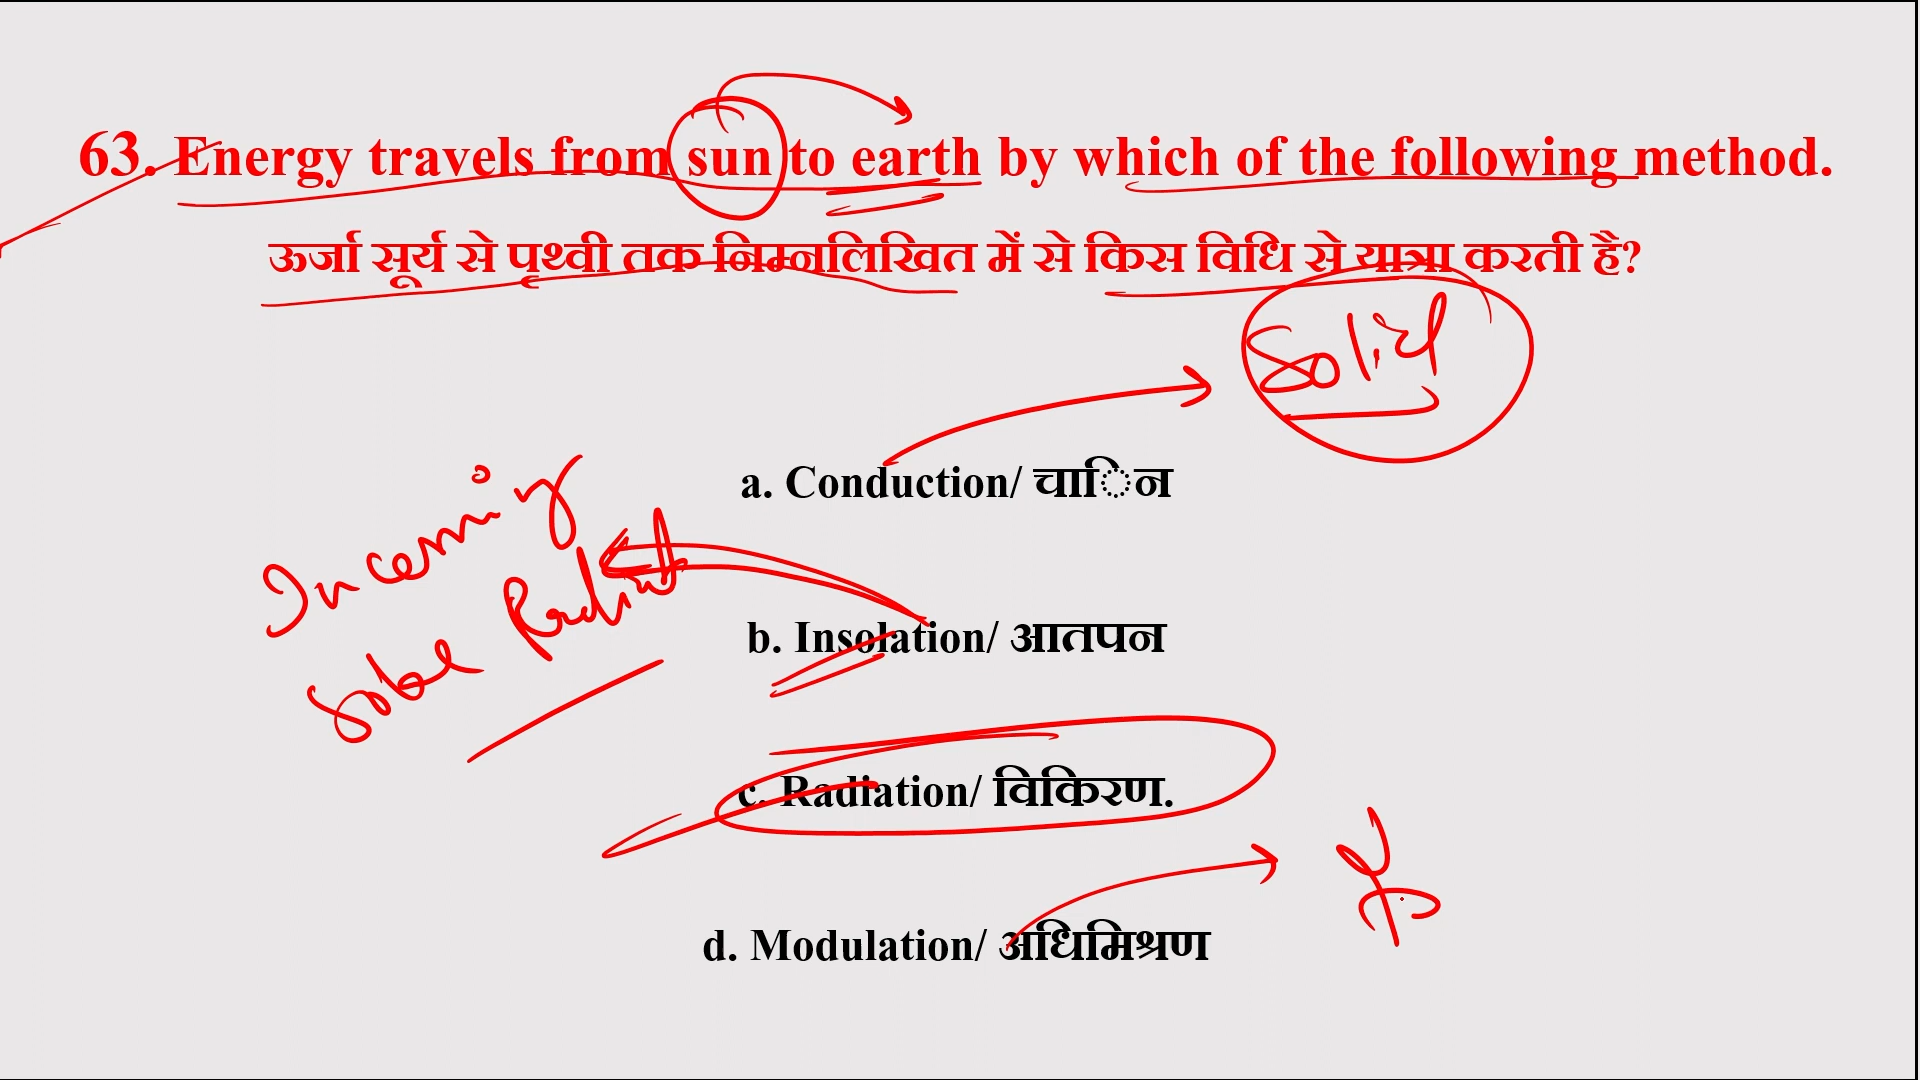 63. Energy travels from sun to earth by which of the following method.
ऊर्जा सूर्य से पृथ्वी तक निम्नलिखित में से किस विधि से यात्रा करती है?
Solid
a. Conduction/ चाािन
Incoming
Solar Radiat
b. Insolation/ आतपन
c. Radiation/ विकिरण.
d. Modulation/ अधिमिश्रण